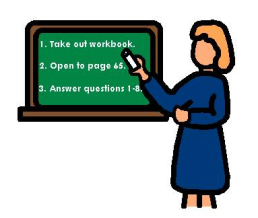 1. Take out workbook.
2. Open to page 65.
3. Answer questions 1-8.